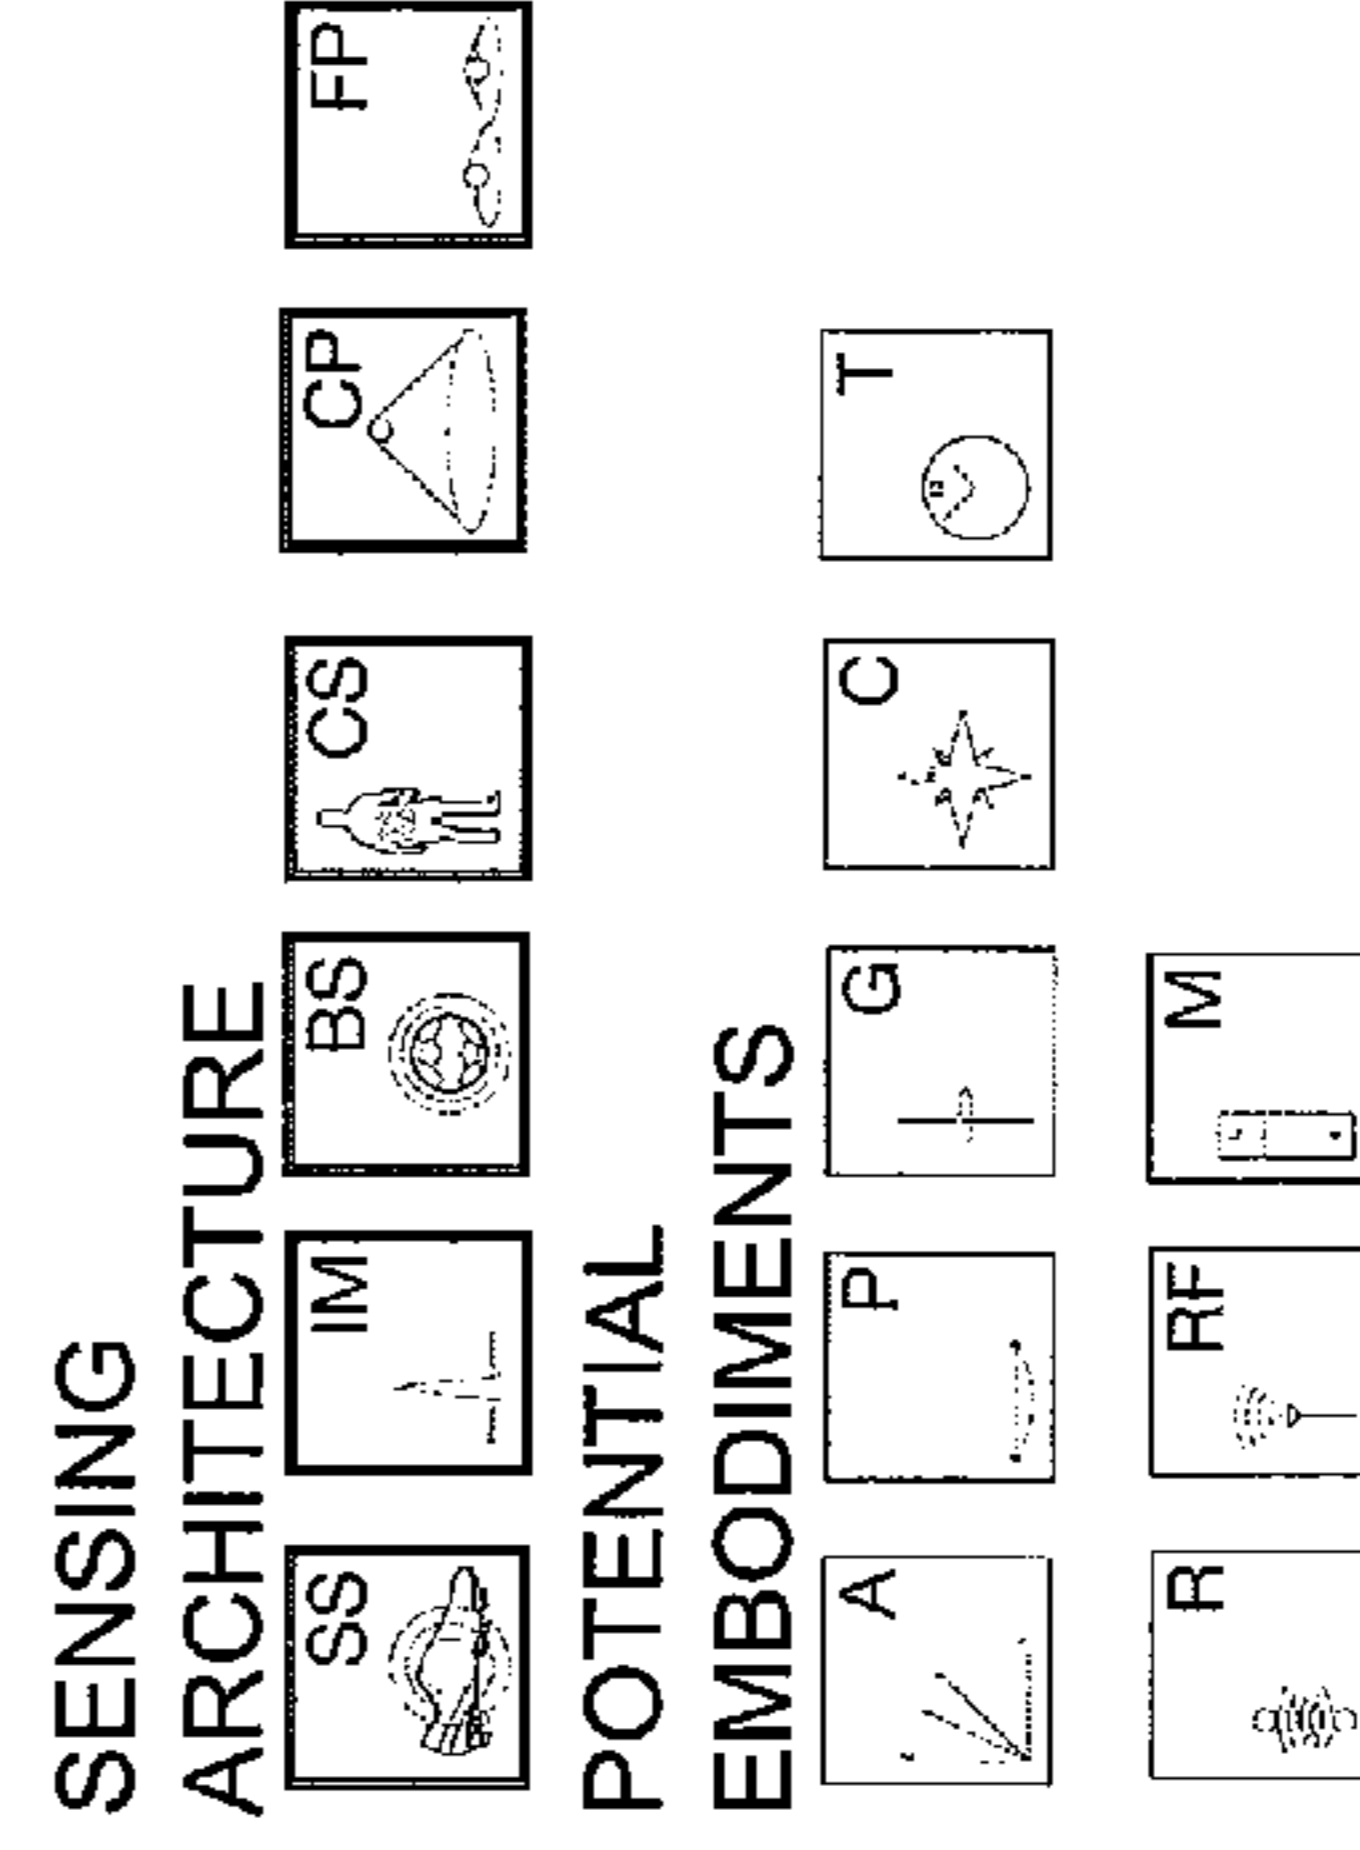 SENSING
ARCHITECTURE
SS IM BS CS CP FP
POTENTIAL
EMBODIMENTS
A P G C T
R RF M